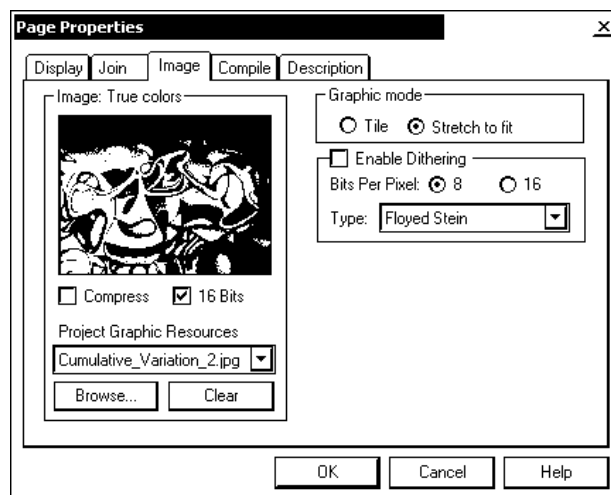 Page Properties
Display Join Image Compile Description
Image: True colors
Compress 16 Bits
Project Graphic Resources
Cumulative_Variation_2.jpg
Browse... Clear
Graphic mode
Tile Stretch to fit
Enable Dithering
Bits Per Pixel: 8 16
Type: Floyed Stein
OK Cancel Help